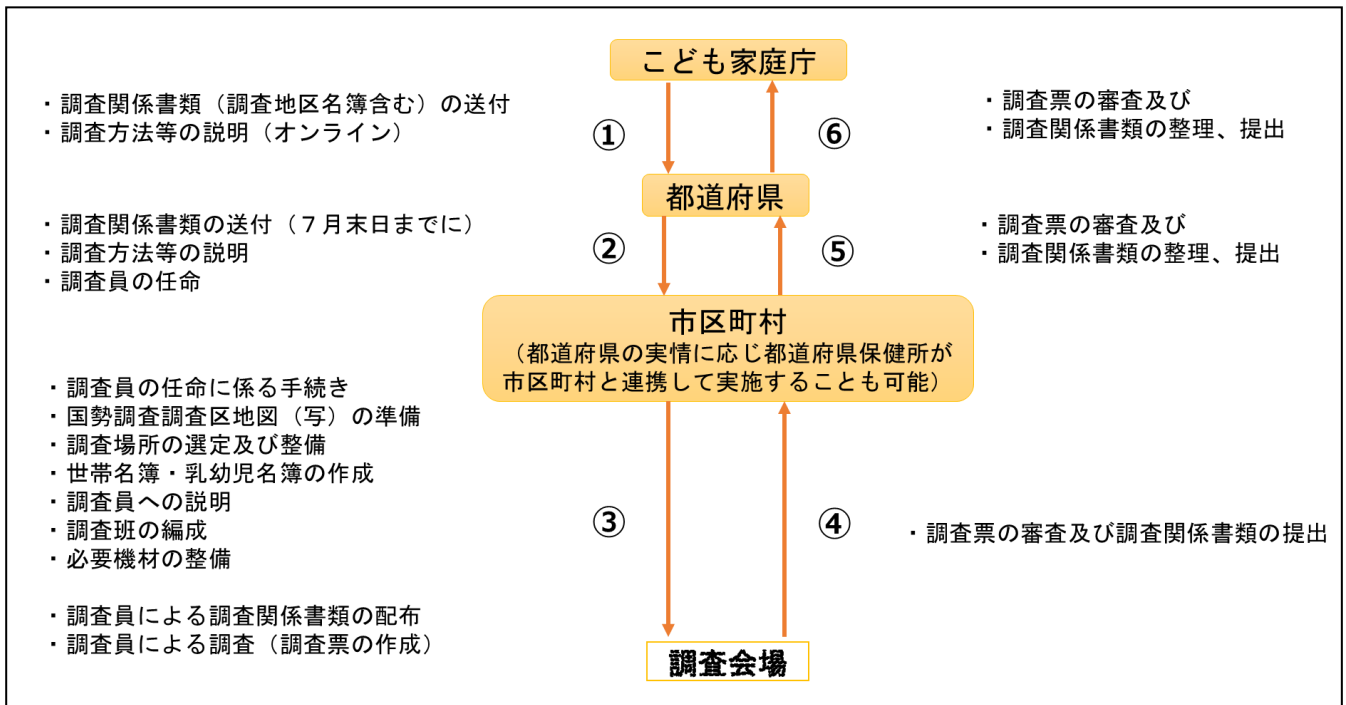 こども家庭庁
・調査関係書類（調査地区名簿含む）の送付
・調査方法等の説明（オンライン）
①
⑥
・調査票の審査及び
・調査関係書類の整理、提出
都道府県
・調査関係書類の送付（７月末日までに）
・調査方法等の説明
・調査員の任命
②
⑤
・調査票の審査及び
・調査関係書類の整理、提出
市区町村
（都道府県の実情に応じ都道府県保健所が
市区町村と連携して実施することも可能）
・調査員の任命に係る手続き
・国勢調査調査区地図（写）の準備
・調査場所の選定及び整備
・世帯名簿・乳幼児名簿の作成
・調査員への説明
・調査班の編成
・必要機材の整備
③
④
・調査票の審査及び調査関係書類の提出
・調査員による調査関係書類の配布
・調査員による調査（調査票の作成）
調査会場